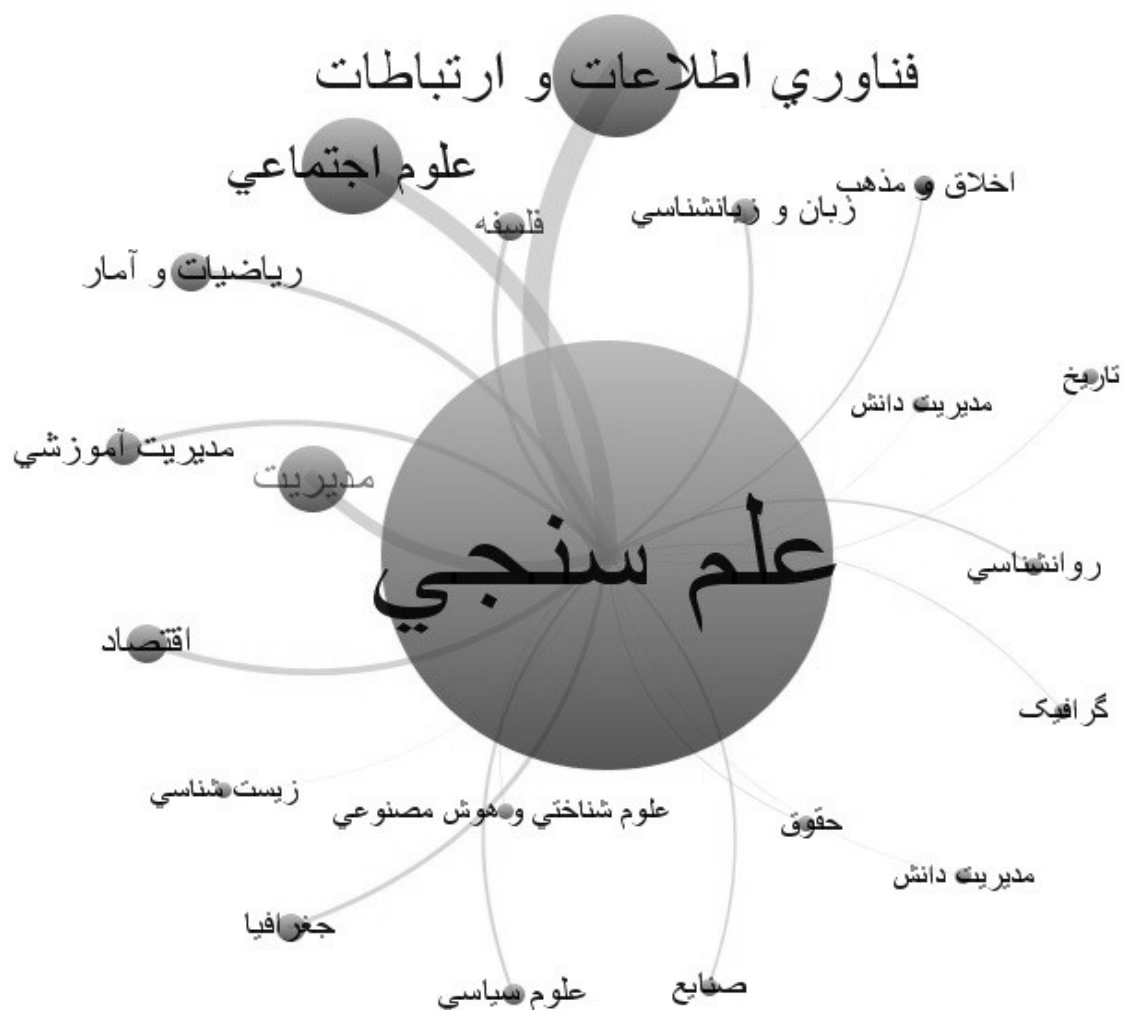 فناوري اطلاعات و ارتباطات
علوم اجتماعي
اخلاق و مذهب
زبان و زبانشناسي
فلسفه
رياضيات و آمار
تاريخ
مديريت دانش
مديريت آموزشي
مديريت
علم سنجي
روانشناسي
اقتصاد
گرافيک
زيست شناسي
علوم شناختي و هوش مصنوعي
حقوق
مديريت دانش
جغرافيا
علوم سياسي
صنايع